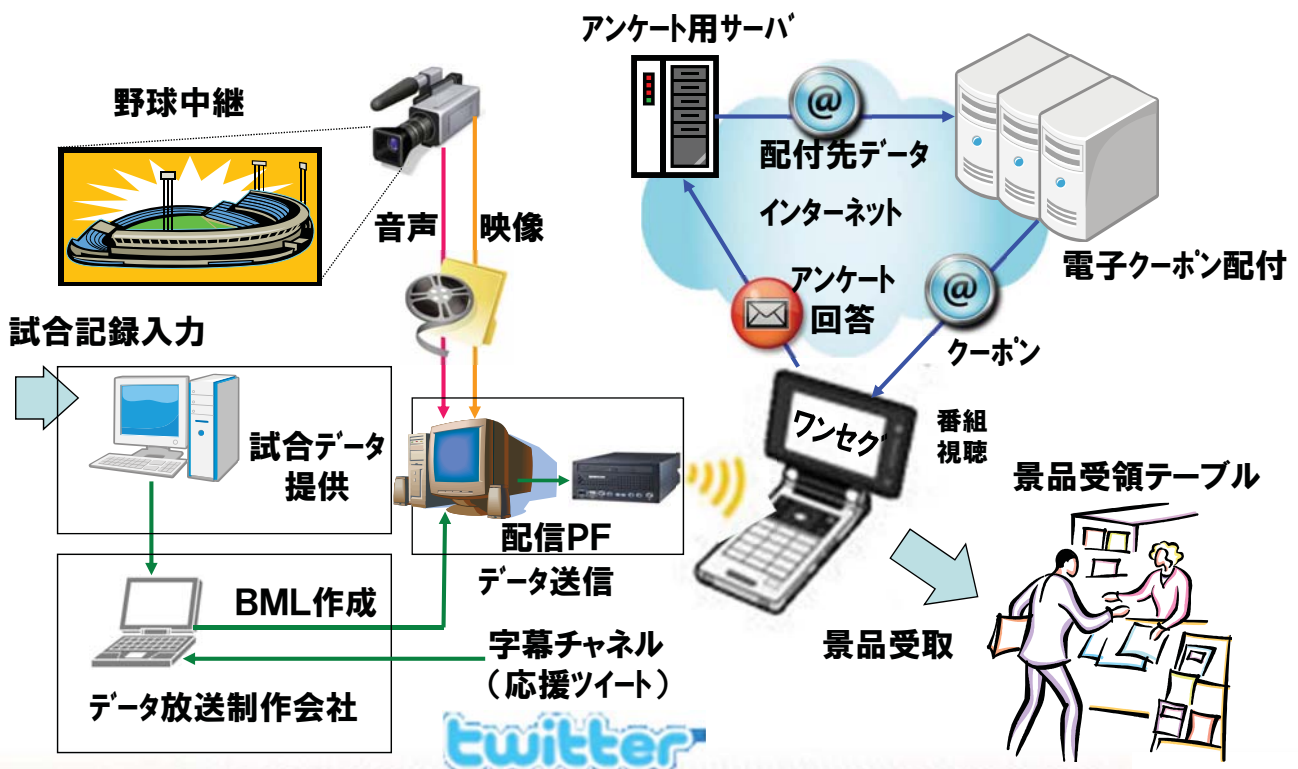 アンケート用サーバ
野球中継
配付先データ
インターネット
音声
映像
電子クーポン配付
アンケート
回答
クーポン
試合記録入力
試合データ
提供
ワンセグ
番組
視聴
景品受領テーブル
配信PF
データ送信
BML作成
字幕チャネル
(応援ツイート)
景品受取
データ放送制作会社
twitter